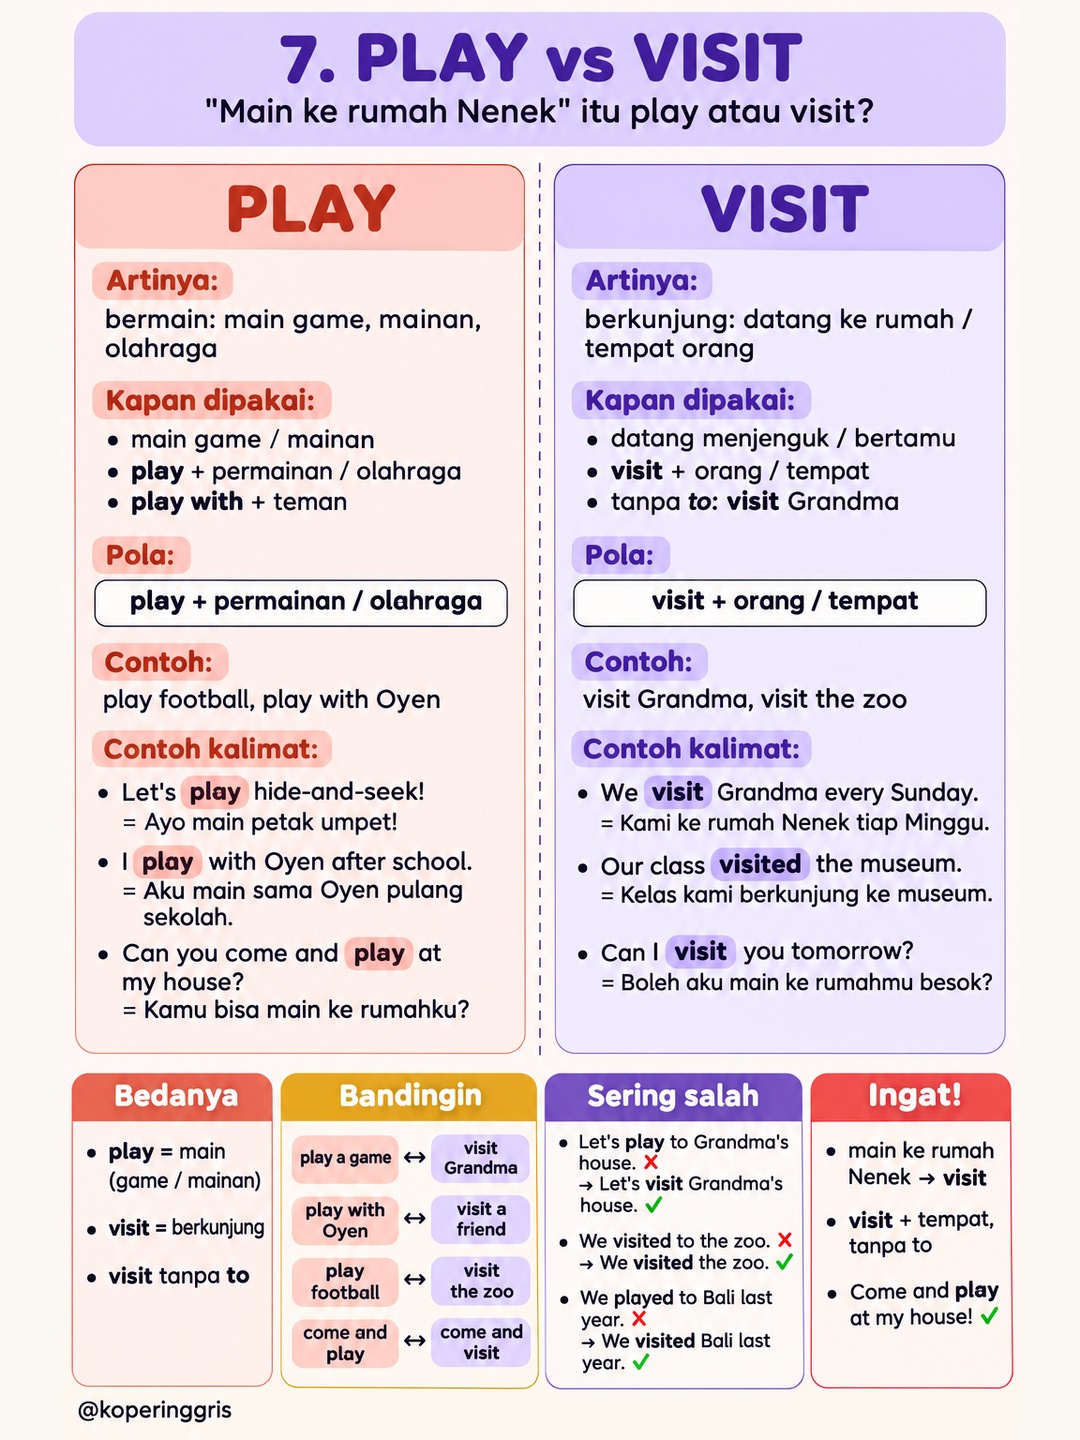 7. PLAY vs VISIT
"Main ke rumah Nenek" itu play atau visit?
PLAY
Artinya:
bermain: main game, mainan,
olahraga
Kapan dipakai:
• main game / mainan
• play + permainan / olahraga
• play with + teman
Pola:
play + permainan / olahraga
Contoh:
play football, play with Oyen
Contoh kalimat:
• Let's play hide-and-seek!
= Ayo main petak umpet!
• I play with Oyen after school.
= Aku main sama Oyen pulang
sekolah.
• Can you come and play at
my house?
= Kamu bisa main ke rumahku?
VISIT
Artinya:
berkunjung: datang ke rumah /
tempat orang
Kapan dipakai:
• datang menjenguk / bertamu
• visit + orang / tempat
• tanpa to: visit Grandma
Pola:
visit + orang / tempat
Contoh:
visit Grandma, visit the zoo
Contoh kalimat:
• We visit Grandma every Sunday.
= Kami ke rumah Nenek tiap Minggu.
• Our class visited the museum.
= Kelas kami berkunjung ke museum.
• Can I visit you tomorrow?
= Boleh aku main ke rumahmu besok?
Bedanya
• play = main
(game / mainan)
• visit = berkunjung
• visit tanpa to
Bandingin
play a game ↔ visit
Grandma
play with
Oyen ↔ visit a
friend
play
football ↔ visit
the zoo
come and
play ↔ come and
visit
Sering salah
• Let's play to Grandma's
house. ✗
→ Let's visit Grandma's
house. ✓
• We visited to the zoo. ✗
→ We visited the zoo. ✓
• We played to Bali last
year. ✗
→ We visited Bali last
year. ✓
Ingat!
• main ke rumah
Nenek → visit
• visit + tempat,
tanpa to
• Come and play
at my house! ✓
@koperinggris